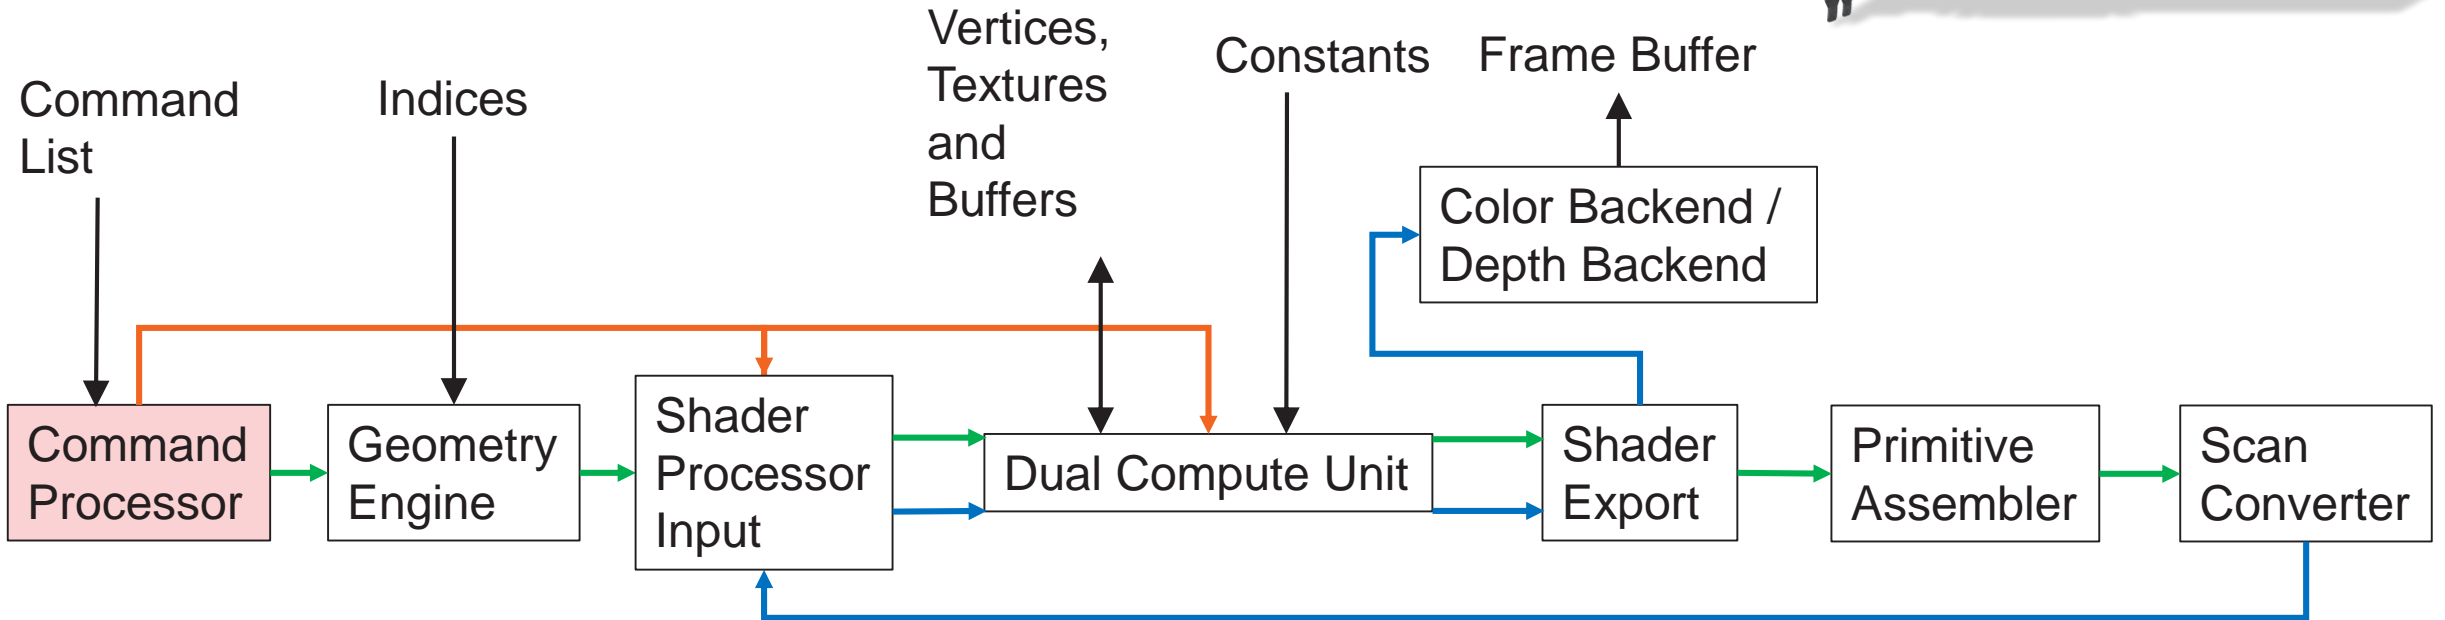 Command
List
Indices
Vertices,
Textures
and
Buffers
Constants
Frame Buffer
Color Backend /
Depth Backend
Command
Processor
Geometry
Engine
Shader
Processor
Input
Dual Compute Unit
Shader
Export
Primitive
Assembler
Scan
Converter